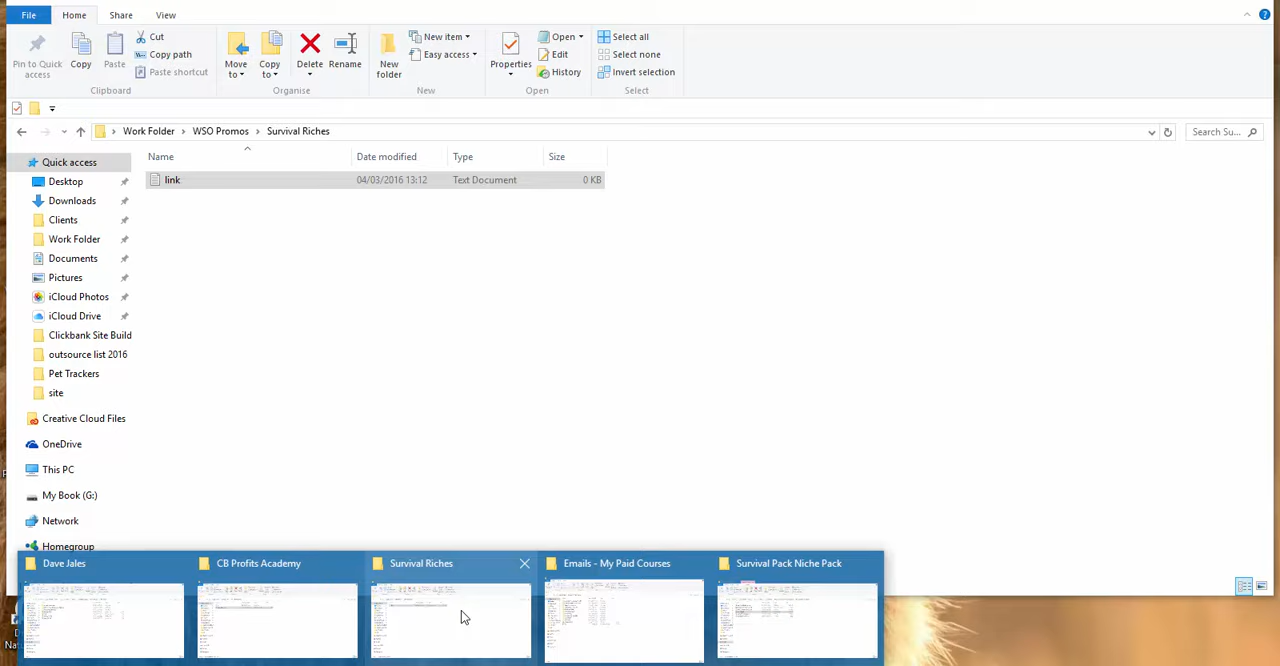 File Home Share View
Pin to Quick access
Copy
Paste
Cut
Copy path
Paste shortcut
Clipboard
Move to
Copy to
Delete
Rename
Organise
New folder
New item
Easy access
New
Properties
Open
Edit
History
Open
Select all
Select none
Invert selection
Select
Work Folder > WSO Promos > Survival Riches
Search Su...
Name Date modified Type Size
link 04/03/2016 13:12 Text Document 0 KB
Quick access
Desktop
Downloads
Clients
Work Folder
Documents
Pictures
iCloud Photos
iCloud Drive
Clickbank Site Build
outsource list 2016
Pet Trackers
site
Creative Cloud Files
OneDrive
This PC
My Book (G:)
Network
Homegroup
Dave Jales
CB Profits Academy
Survival Riches
Emails - My Paid Courses
Survival Pack Niche Pack